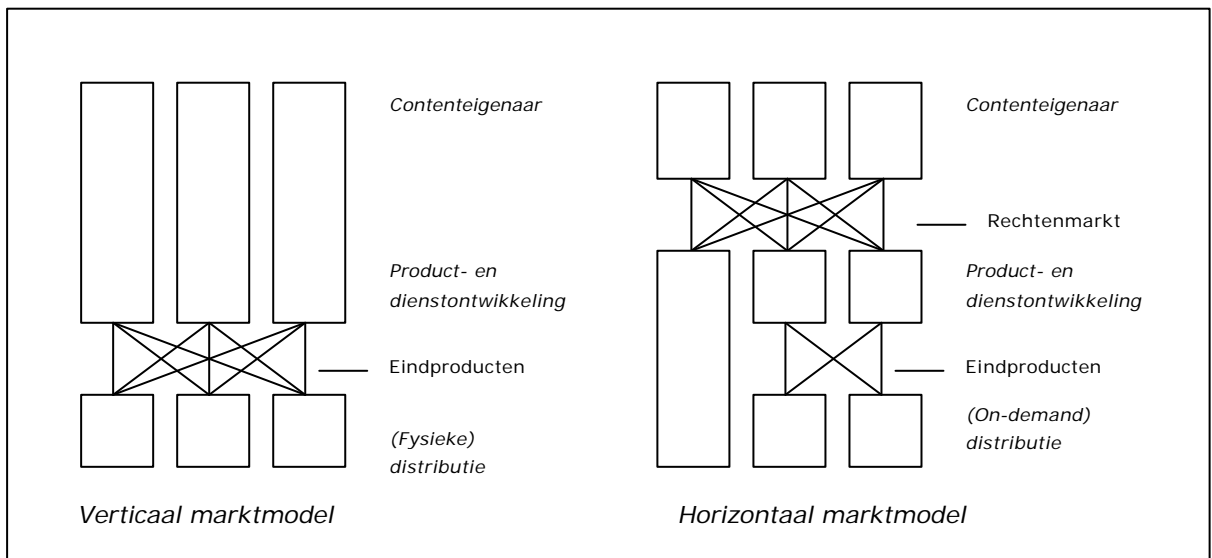 Contenteigenaar
Product- en
dienstontwikkeling
Eindproducten
(Fysieke)
distributie
Verticaal marktmodel
Contenteigenaar
Rechtenmarkt
Product- en
dienstontwikkeling
Eindproducten
(On-demand)
distributie
Horizontaal marktmodel